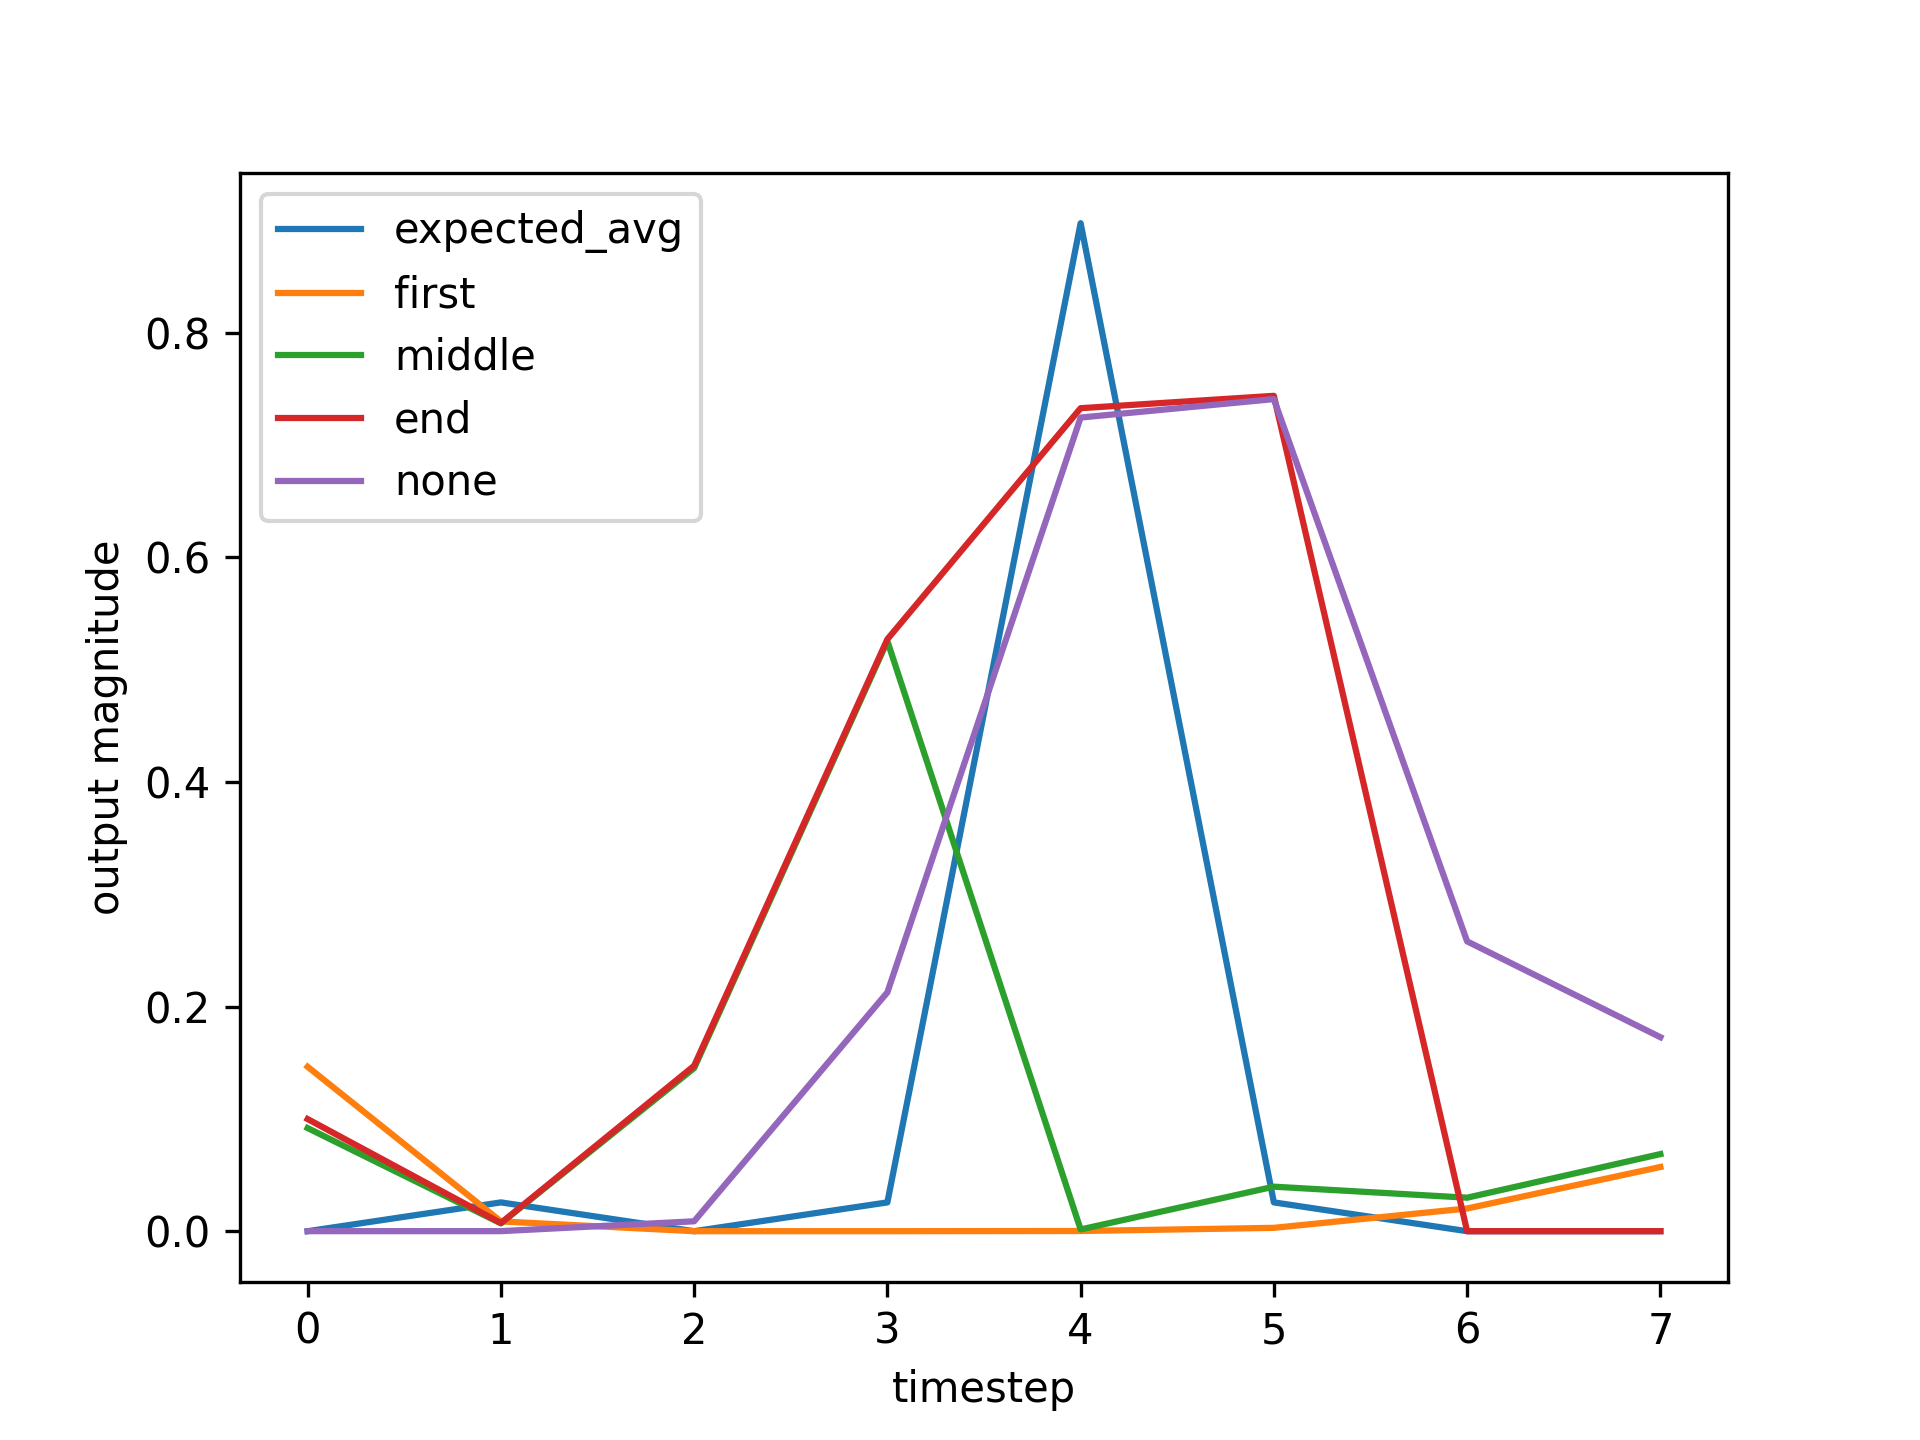 expected_avg
first
middle
end
none
output magnitude
0.8
0.6
0.4
0.2
0.0
0 1 2 3 4 5 6 7
timestep